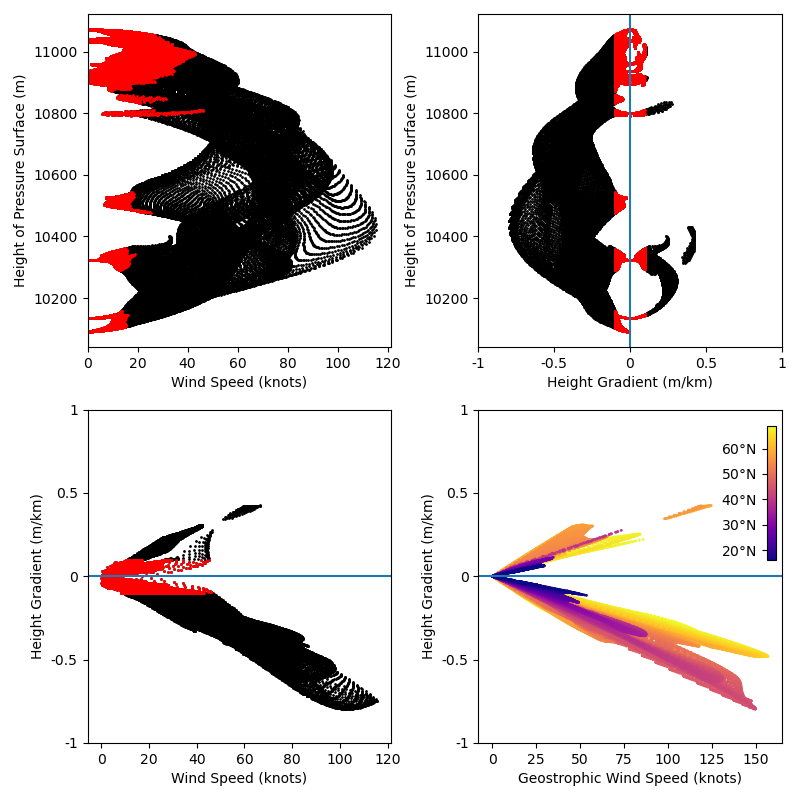 11000
10800
10600
10400
10200
0 20 40 60 80 100 120
Height of Pressure Surface (m)
Wind Speed (knots)
11000
10800
10600
10400
10200
-1 -0.5 0 0.5 1
Height of Pressure Surface (m)
Height Gradient (m/km)
1
0.5
0
-0.5
-1
0 20 40 60 80 100 120
Height Gradient (m/km)
Wind Speed (knots)
1
0.5
0
-0.5
-1
0 25 50 75 100 125 150
Height Gradient (m/km)
Geostrophic Wind Speed (knots)
60°N
50°N
40°N
30°N
20°N